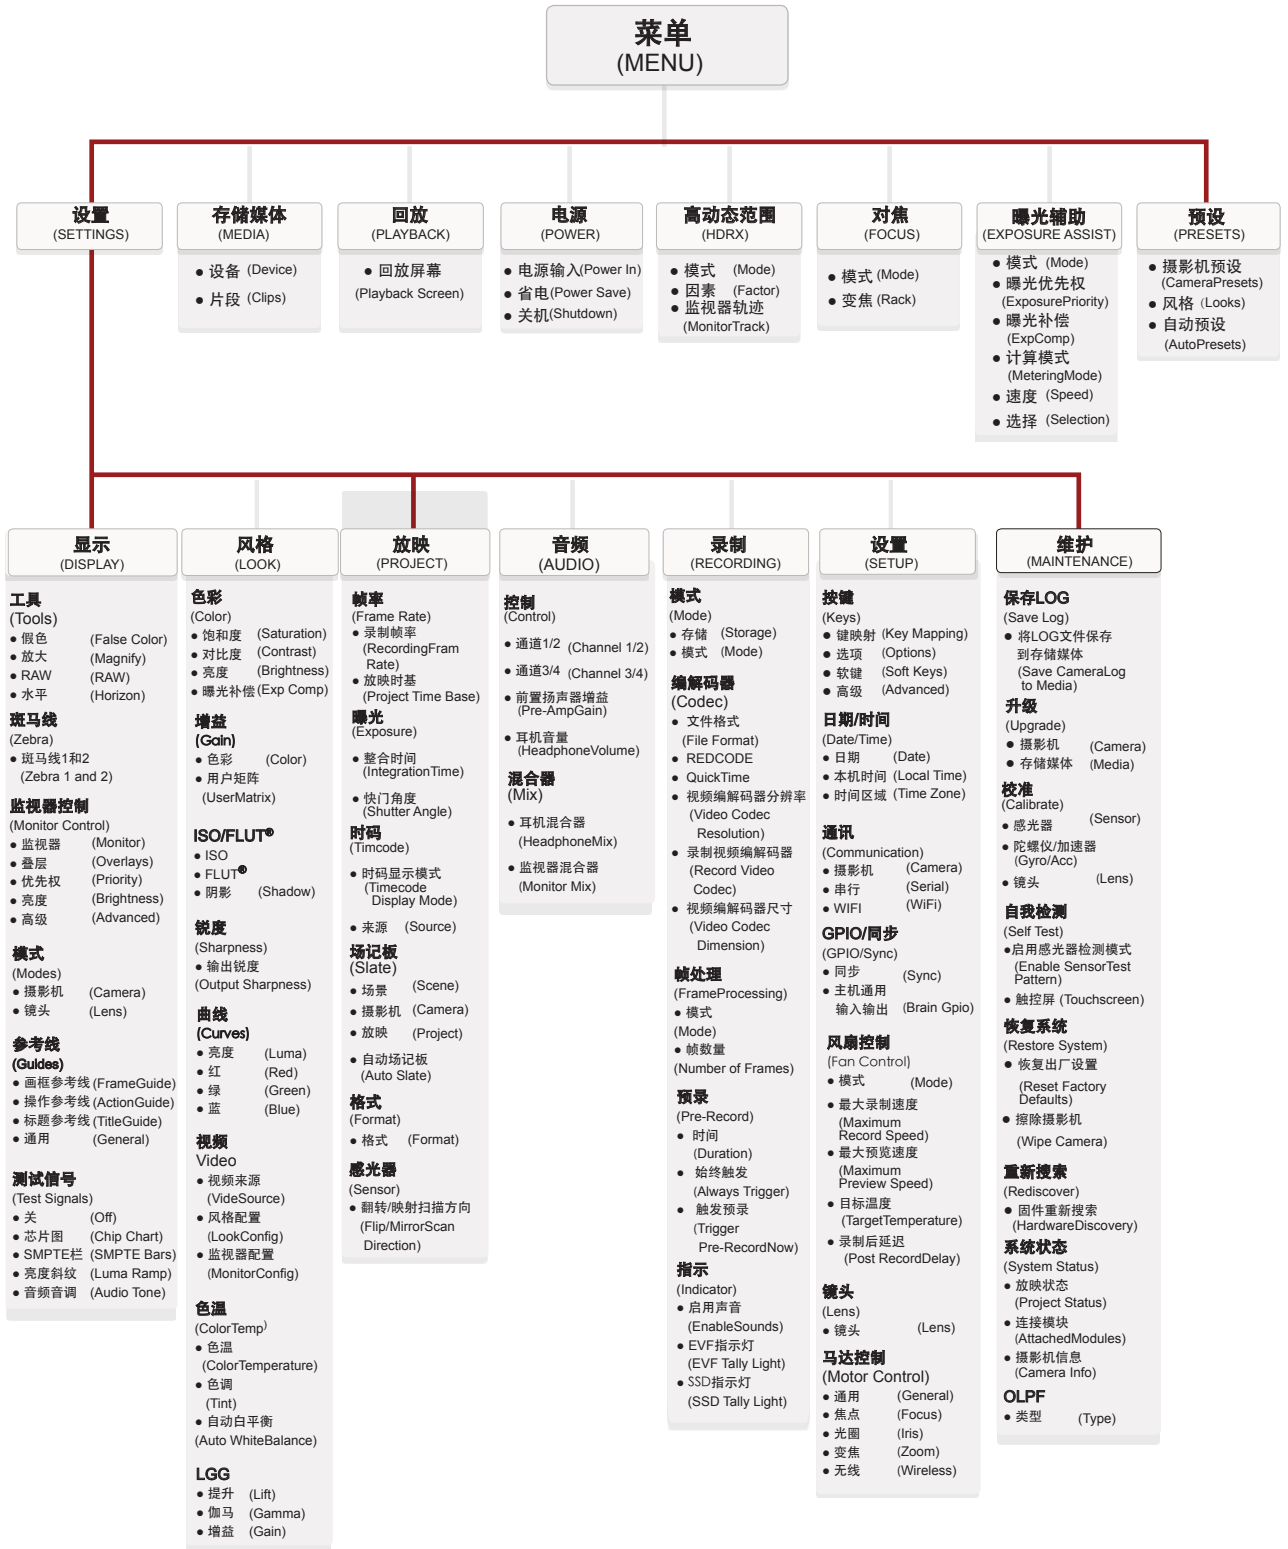 菜单
(MENU)
设置
(SETTINGS)
存储媒体
(MEDIA)
● 设备 (Device)
● 片段 (Clips)
回放
(PLAYBACK)
● 回放屏幕
(Playback Screen)
电源
(POWER)
● 电源输入(Power In)
● 省电(Power Save)
● 关机(Shutdown)
高动态范围
(HDRX)
● 模式 (Mode)
● 因素 (Factor)
● 监视器轨迹
(MonitorTrack)
对焦
(FOCUS)
● 模式 (Mode)
● 变焦 (Rack)
曝光辅助
(EXPOSURE ASSIST)
● 模式 (Mode)
● 曝光优先权
(ExposurePriority)
● 曝光补偿
(ExpComp)
● 计算模式
(MeteringMode)
● 速度 (Speed)
● 选择 (Selection)
预设
(PRESETS)
● 摄影机预设
(CameraPresets)
● 风格 (Looks)
● 自动预设
(AutoPresets)
显示
(DISPLAY)
工具
(Tools)
● 假色 (False Color)
● 放大 (Magnify)
● RAW (RAW)
● 水平 (Horizon)
斑马线
(Zebra)
● 斑马线1和2
(Zebra 1 and 2)
监视器控制
(Monitor Control)
● 监视器 (Monitor)
● 叠层 (Overlays)
● 优先权 (Priority)
● 亮度 (Brightness)
● 高级 (Advanced)
模式
(Modes)
● 摄影机 (Camera)
● 镜头 (Lens)
参考线
(Guides)
● 画框参考线 (FrameGuide)
● 操作参考线 (ActionGuide)
● 标题参考线 (TitleGuide)
● 通用 (General)
测试信号
(Test Signals)
● 关 (Off)
● 芯片图 (Chip Chart)
● SMPTE栏 (SMPTE Bars)
● 亮度斜纹 (Luma Ramp)
● 音频音调 (Audio Tone)
风格
(LOOK)
色彩
(Color)
● 饱和度 (Saturation)
● 对比度 (Contrast)
● 亮度 (Brightness)
● 曝光补偿 (Exp Comp)
增益
(Gain)
● 色彩 (Color)
● 用户矩阵
(UserMatrix)
ISO/FLUT®
● ISO
● FLUT®
● 阴影 (Shadow)
锐度
(Sharpness)
● 输出锐度
(Output Sharpness)
曲线
(Curves)
● 亮度 (Luma)
● 红 (Red)
● 绿 (Green)
● 蓝 (Blue)
视频
Video
● 视频来源
(VideSource)
● 风格配置
(LookConfig)
● 监视器配置
(MonitorConfig)
色温
(ColorTemp)
● 色温
(ColorTemperature)
● 色调
(Tint)
● 自动白平衡
(Auto WhiteBalance)
LGG
● 提升 (Lift)
● 伽马 (Gamma)
● 增益 (Gain)
放映
(PROJECT)
帧率
(Frame Rate)
● 录制帧率
(RecordingFram
Rate)
● 放映时基
(Project Time Base)
曝光
(Exposure)
● 整合时间
(IntegrationTime)
● 快门角度
(Shutter Angle)
时码
(Timcode)
● 时码显示模式
(Timecode
Display Mode)
● 来源 (Source)
场记板
(Slate)
● 场景 (Scene)
● 摄影机 (Camera)
● 放映 (Project)
● 自动场记板
(Auto Slate)
格式
(Format)
● 格式 (Format)
感光器
(Sensor)
● 翻转/映射扫描方向
(Flip/MirrorScan
Direction)
音频
(AUDIO)
控制
(Control)
● 通道1/2 (Channel 1/2)
● 通道3/4 (Channel 3/4)
● 前置扬声器增益
(Pre-AmpGain)
● 耳机音量
(HeadphoneVolume)
混合器
(Mix)
● 耳机混合器
(HeadphoneMix)
● 监视器混合器
(Monitor Mix)
录制
(RECORDING)
模式
(Mode)
● 存储 (Storage)
● 模式 (Mode)
编解码器
(Codec)
● 文件格式
(File Format)
● REDCODE
● QuickTime
● 视频编解码器分辨率
(Video Codec
Resolution)
● 录制视频编解码器
(Record Video
Codec)
● 视频编解码器尺寸
(Video Codec
Dimension)
帧处理
(FrameProcessing)
● 模式
(Mode)
● 帧数量
(Number of Frames)
预录
(Pre-Record)
● 时间
(Duration)
● 始终触发
(Always Trigger)
● 触发预录
(Trigger
Pre-RecordNow)
指示
(Indicator)
● 启用声音
(EnableSounds)
● EVF指示灯
(EVF Tally Light)
● SSD指示灯
(SSD Tally Light)
设置
(SETUP)
按键
(Keys)
● 键映射 (Key Mapping)
● 选项 (Options)
● 软键 (Soft Keys)
● 高级 (Advanced)
日期/时间
(Date/Time)
● 日期 (Date)
● 本机时间 (Local Time)
● 时间区域 (Time Zone)
通讯
(Communication)
● 摄影机 (Camera)
● 串行 (Serial)
● WIFI (WiFi)
GPIO/同步
(GPIO/Sync)
● 同步 (Sync)
● 主机通用
输入输出 (Brain Gpio)
风扇控制
(Fan Control)
● 模式 (Mode)
● 最大录制速度
(Maximum
Record Speed)
● 最大预览速度
(Maximum
Preview Speed)
● 目标温度
(TargetTemperature)
● 录制后延迟
(Post RecordDelay)
镜头
(Lens)
● 镜头 (Lens)
马达控制
(Motor Control)
● 通用 (General)
● 焦点 (Focus)
● 光圈 (Iris)
● 变焦 (Zoom)
● 无线 (Wireless)
维护
(MAINTENANCE)
保存LOG
(Save Log)
● 将LOG文件保存
到存储媒体
(Save CameraLog
to Media)
升级
(Upgrade)
● 摄影机 (Camera)
● 存储媒体 (Media)
校准
(Calibrate)
● 感光器 (Sensor)
● 陀螺仪/加速器
(Gyro/Acc)
● 镜头 (Lens)
自我检测
(Self Test)
●启用感光器检测模式
(Enable SensorTest
Pattern)
● 触控屏 (Touchscreen)
恢复系统
(Restore System)
● 恢复出厂设置
(Reset Factory
Defaults)
● 擦除摄影机
(Wipe Camera)
重新搜索
(Rediscover)
● 固件重新搜索
(HardwareDiscovery)
系统状态
(System Status)
● 放映状态
(Project Status)
● 连接模块
(AttachedModules)
● 摄影机信息
(Camera Info)
OLPF
● 类型 (Type)